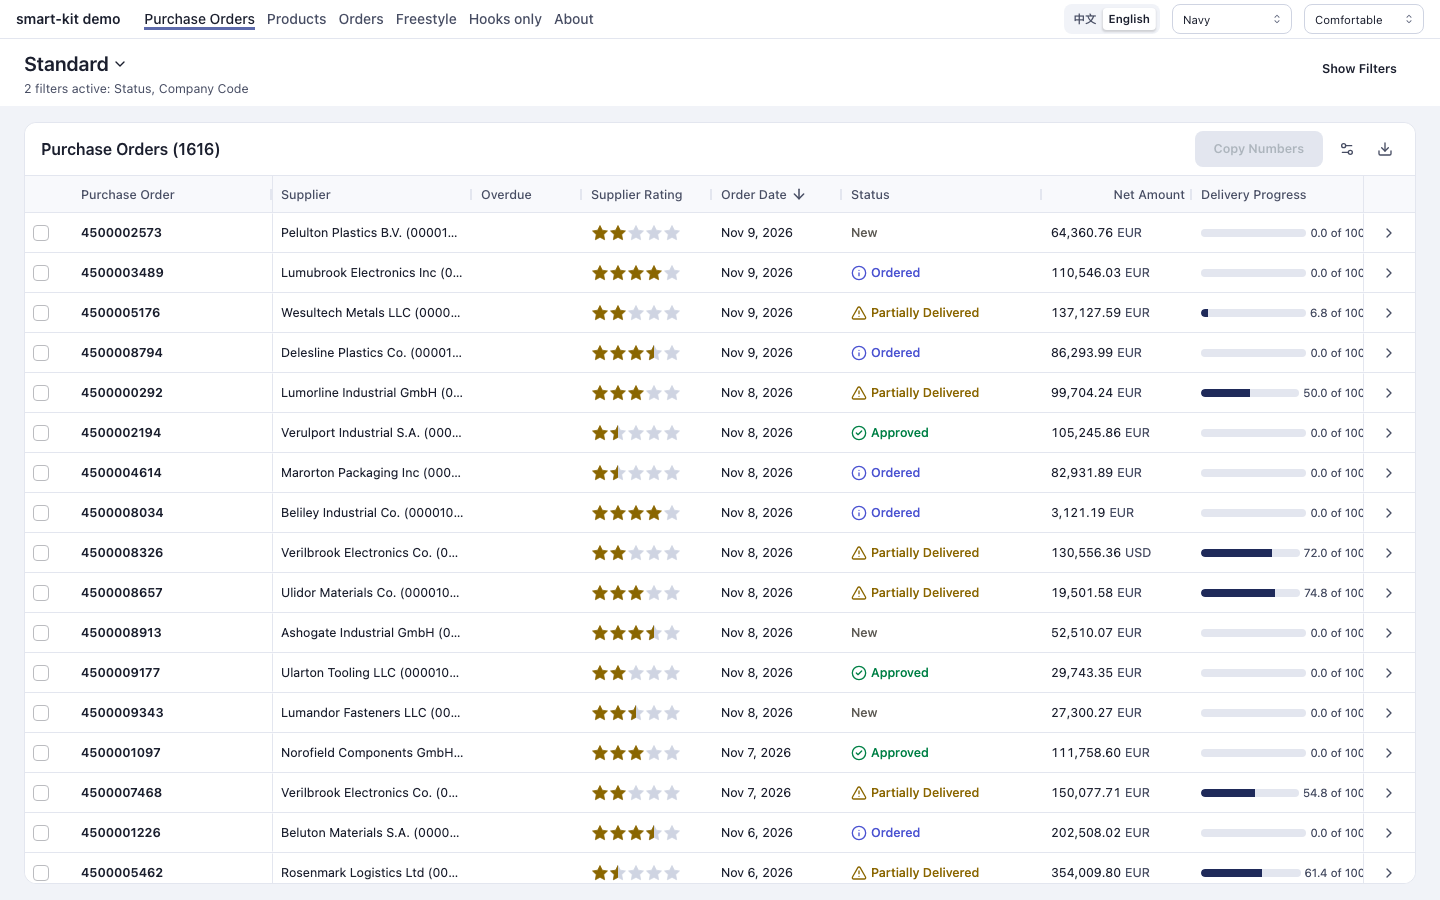 smart-kit demo Purchase Orders Products Orders Freestyle Hooks only About 中文 English Navy Comfortable
Standard
2 filters active: Status, Company Code
Show Filters
Purchase Orders (1616) Copy Numbers
Purchase Order Supplier Overdue Supplier Rating Order Date Status Net Amount Delivery Progress
4500002573 Pelulton Plastics B.V. (00001... Nov 9, 2026 New 64,360.76 EUR 0.0 of 100
4500003489 Lumubrook Electronics Inc (0... Nov 9, 2026 Ordered 110,546.03 EUR 0.0 of 100
4500005176 Wesultech Metals LLC (0000... Nov 9, 2026 Partially Delivered 137,127.59 EUR 6.8 of 100
4500008794 Delesline Plastics Co. (00001... Nov 9, 2026 Ordered 86,293.99 EUR 0.0 of 100
4500000292 Lumorline Industrial GmbH (0... Nov 8, 2026 Partially Delivered 99,704.24 EUR 50.0 of 100
4500002194 Verulport Industrial S.A. (000... Nov 8, 2026 Approved 105,245.86 EUR 0.0 of 100
4500004614 Marorton Packaging Inc (000... Nov 8, 2026 Ordered 82,931.89 EUR 0.0 of 100
4500008034 Beliley Industrial Co. (000010... Nov 8, 2026 Ordered 3,121.19 EUR 0.0 of 100
4500008326 Verilbrook Electronics Co. (0... Nov 8, 2026 Partially Delivered 130,556.36 USD 72.0 of 100
4500008657 Ulidor Materials Co. (000010... Nov 8, 2026 Partially Delivered 19,501.58 EUR 74.8 of 100
4500008913 Ashogate Industrial GmbH (0... Nov 8, 2026 New 52,510.07 EUR 0.0 of 100
4500009177 Ularton Tooling LLC (000010... Nov 8, 2026 Approved 29,743.35 EUR 0.0 of 100
4500009343 Lumandor Fasteners LLC (00... Nov 8, 2026 New 27,300.27 EUR 0.0 of 100
4500001097 Norofield Components GmbH... Nov 7, 2026 Approved 111,758.60 EUR 0.0 of 100
4500007468 Verilbrook Electronics Co. (0... Nov 7, 2026 Partially Delivered 150,077.71 EUR 54.8 of 100
4500001226 Beluton Materials S.A. (0000... Nov 6, 2026 Ordered 202,508.02 EUR 0.0 of 100
4500005462 Rosenmark Logistics Ltd (00... Nov 6, 2026 Partially Delivered 354,009.80 EUR 61.4 of 100